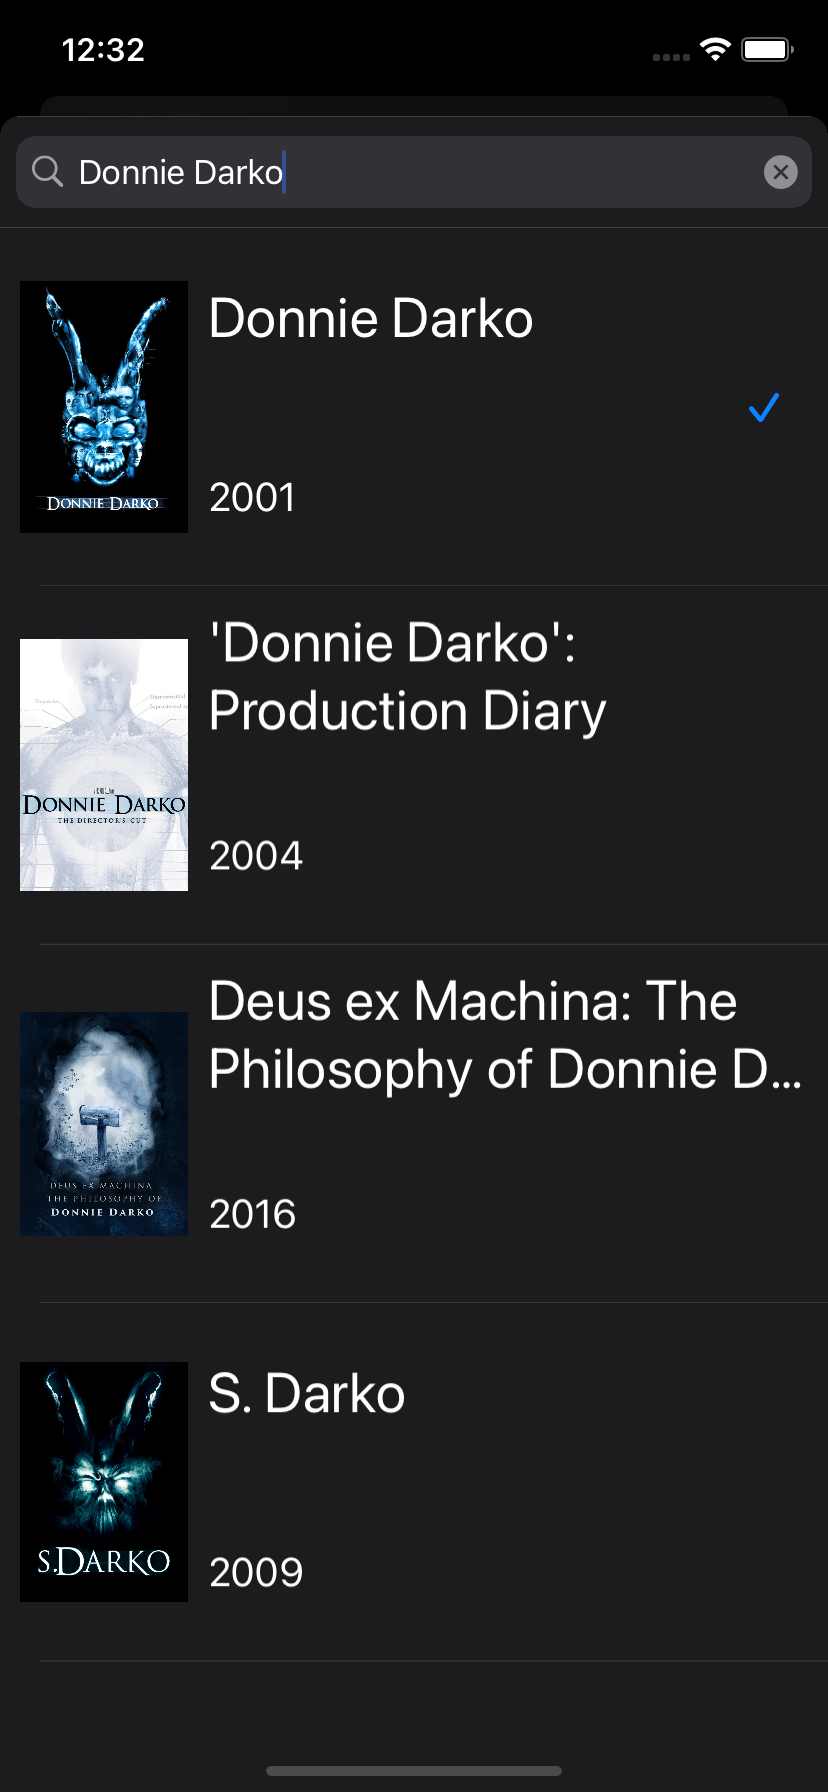 12:32
Donnie Darko
Donnie Darko
DONNIE DARKO
2001
'Donnie Darko':
Production Diary
DONNIE DARKO
THE DIRECTOR'S CUT
2004
Deus ex Machina: The
Philosophy of Donnie D...
DEUS EX MACHINA
THE PHILOSOPHY OF
DONNIE DARKO
2016
S. Darko
S.DARKO
2009